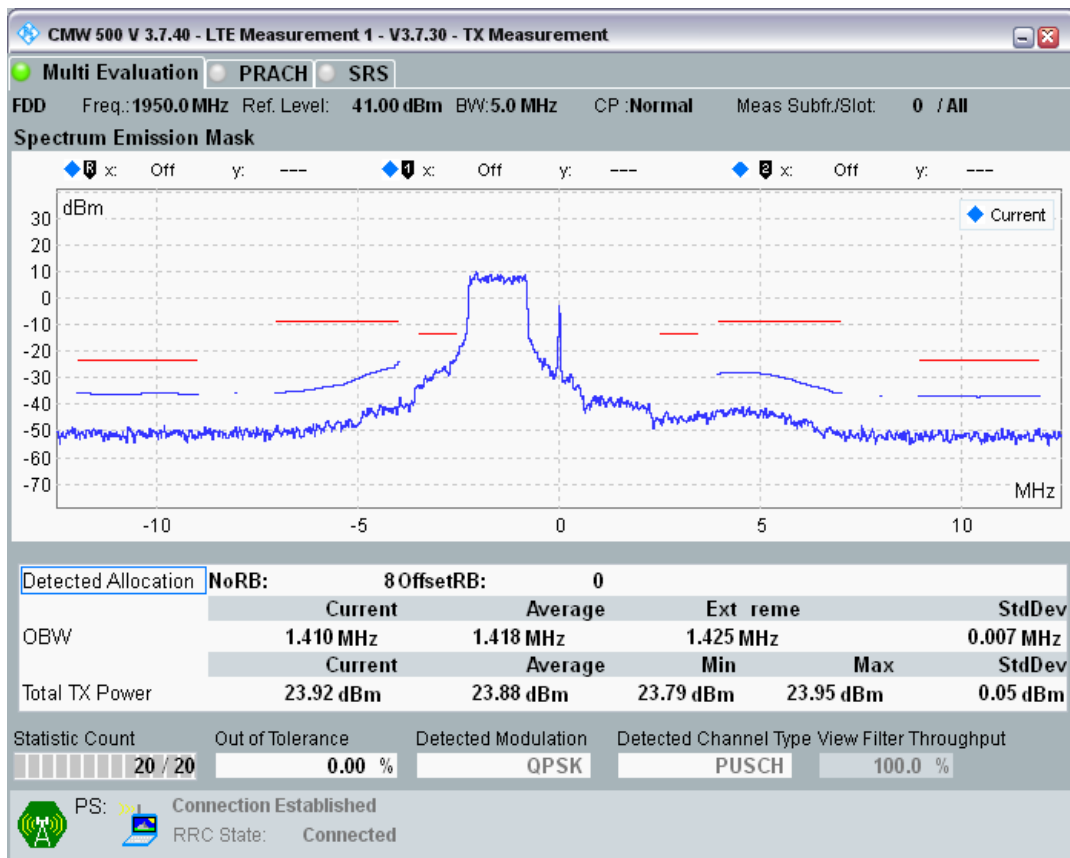 CMW 500 V 3.7.40 - LTE Measurement 1 - V3.7.30 - TX Measurement
Multi Evaluation PRACH SRS
FDD Freq.: 1950.0 MHz Ref. Level: 41.00 dBm BW: 5.0 MHz CP : Normal Meas Subfr./Slot: 0 / All
Spectrum Emission Mask
R x: Off y: --- 1 x: Off y: --- 2 x: Off y: ---
dBm
Current
30
20
10
0
-10
-20
-30
-40
-50
-60
-70
MHz
-10 -5 0 5 10
Detected Allocation NoRB: 8 OffsetRB: 0
Current Average Ext reme StdDev
OBW 1.410 MHz 1.418 MHz 1.425 MHz 0.007 MHz
Current Average Min Max StdDev
Total TX Power 23.92 dBm 23.88 dBm 23.79 dBm 23.95 dBm 0.05 dBm
Statistic Count Out of Tolerance Detected Modulation Detected Channel Type View Filter Throughput
20 / 20 0.00 % QPSK PUSCH 100.0 %
PS: Connection Established
RRC State: Connected